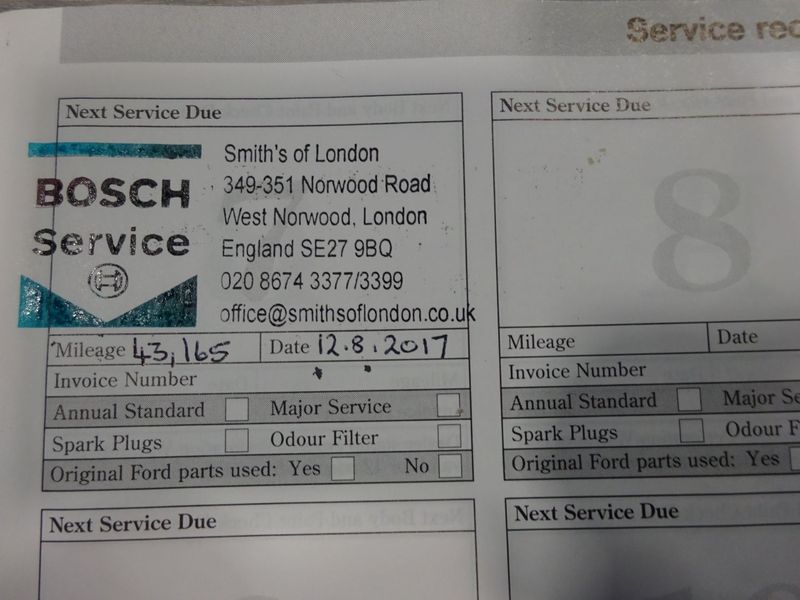 Service rec
Next Service Due
BOSCH
Service
Smith's of London
349-351 Norwood Road
West Norwood, London
England SE27 9BQ
020 8674 3377/3399
office@smithsoflondon.co.uk
Mileage 43,165 Date 12.8.2017
Invoice Number
Annual Standard Major Service
Spark Plugs Odour Filter
Original Ford parts used: Yes No
Next Service Due
8
Mileage Date
Invoice Number
Annual Standard Major Se
Spark Plugs Odour F
Original Ford parts used: Yes
Next Service Due
Next Service Due